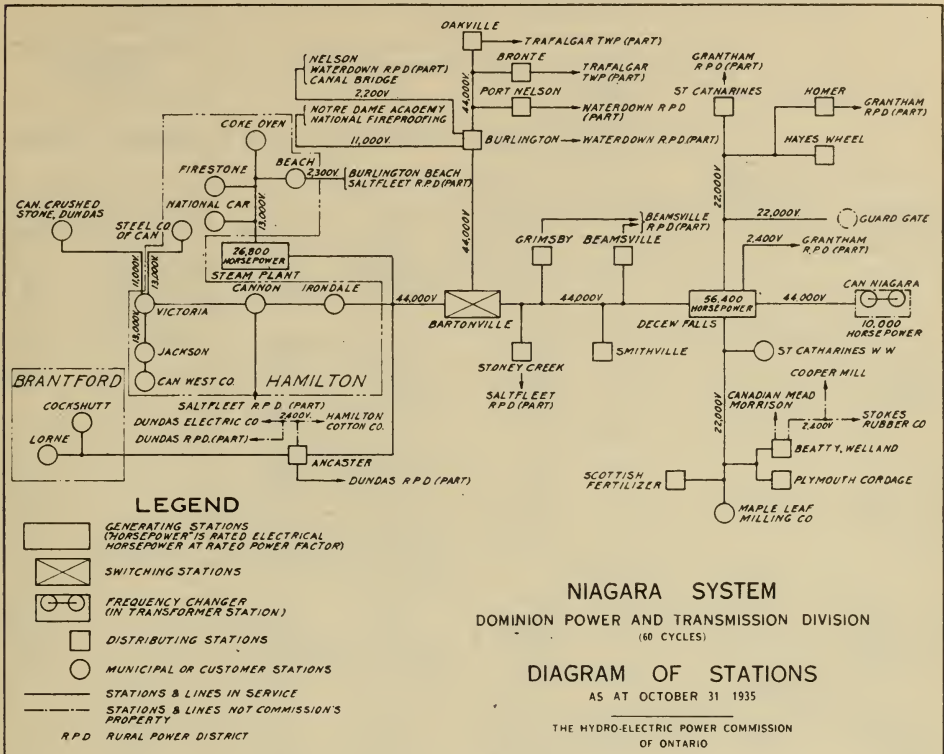 OAKVILLE
TRAFALGAR TWP (PART)
BRONTE
TRAFALGAR
TWP (PART)
NELSON
WATERDOWN R.P.D (PART)
CANAL BRIDGE
2,200V
44,000V
PORT NELSON
WATERDOWN R.P.D
(PART)
NOTRE DAME ACADEMY
NATIONAL FIREPROOFING
11,000V.
BURLINGTON
WATERDOWN R.P.D. (PART)
GRANTHAM
R P D (PART)
ST CATHARINES
HOMER
GRANTHAM
RPD (PART)
HAYES WHEEL
22,000V.
22,000V.
GUARD GATE
2,400V.
GRANTHAM
R.P.D (PART)
COKE OVEN
BEACH
2,300V.
BURLINGTON BEACH
SALTFLEET R.P.D (PART)
FIRESTONE
NATIONAL CAR
13,000V.
CAN. CRUSHED
STONE, DUNDAS
STEEL CO
OF CAN
11,000V.
13,000V.
26,800
HORSEPOWER
STEAM PLANT
44,000V.
BEAMSVILLE
R.P.D (PART)
GRIMSBY
BEAMSVILLE
VICTORIA
CANNON
IRONDALE
44,000V
BARTONVILLE
44,000V.
56,400
HORSEPOWER
DECEW FALLS
44,000V
CAN NIAGARA
10,000
HORSEPOWER
13,000V.
JACKSON
CAN WEST CO.
HAMILTON
STONEY CREEK
SALTFLEET
RPD (PART)
SMITHVILLE
ST CATHARINES W W
BRANTFORD
COCKSHUTT
LORNE
SALTFLEET R.P D (PART)
DUNDAS ELECTRIC CO
2,400V.
HAMILTON
COTTON CO.
DUNDAS R.P.D. (PART)
ANCASTER
DUNDAS R P D (PART)
22,000V
COOPER MILL
CANADIAN MEAD
MORRISON
2,400V.
STOKES
RUBBER CO
BEATTY, WELLAND
SCOTTISH
FERTILIZER
PLYMOUTH CORDAGE
MAPLE LEAF
MILLING CO
LEGEND
GENERATING STATIONS
("HORSEPOWER" IS RATED ELECTRICAL
HORSEPOWER AT RATED POWER FACTOR)
SWITCHING STATIONS
FREQUENCY CHANGER
(IN TRANSFORMER STATION)
DISTRIBUTING STATIONS
MUNICIPAL OR CUSTOMER STATIONS
STATIONS & LINES IN SERVICE
STATIONS & LINES NOT COMMISSION'S
PROPERTY
R.P.D RURAL POWER DISTRICT
NIAGARA SYSTEM
DOMINION POWER AND TRANSMISSION DIVISION
(60 CYCLES)
DIAGRAM OF STATIONS
AS AT OCTOBER 31 1935
THE HYDRO-ELECTRIC POWER COMMISSION
OF ONTARIO